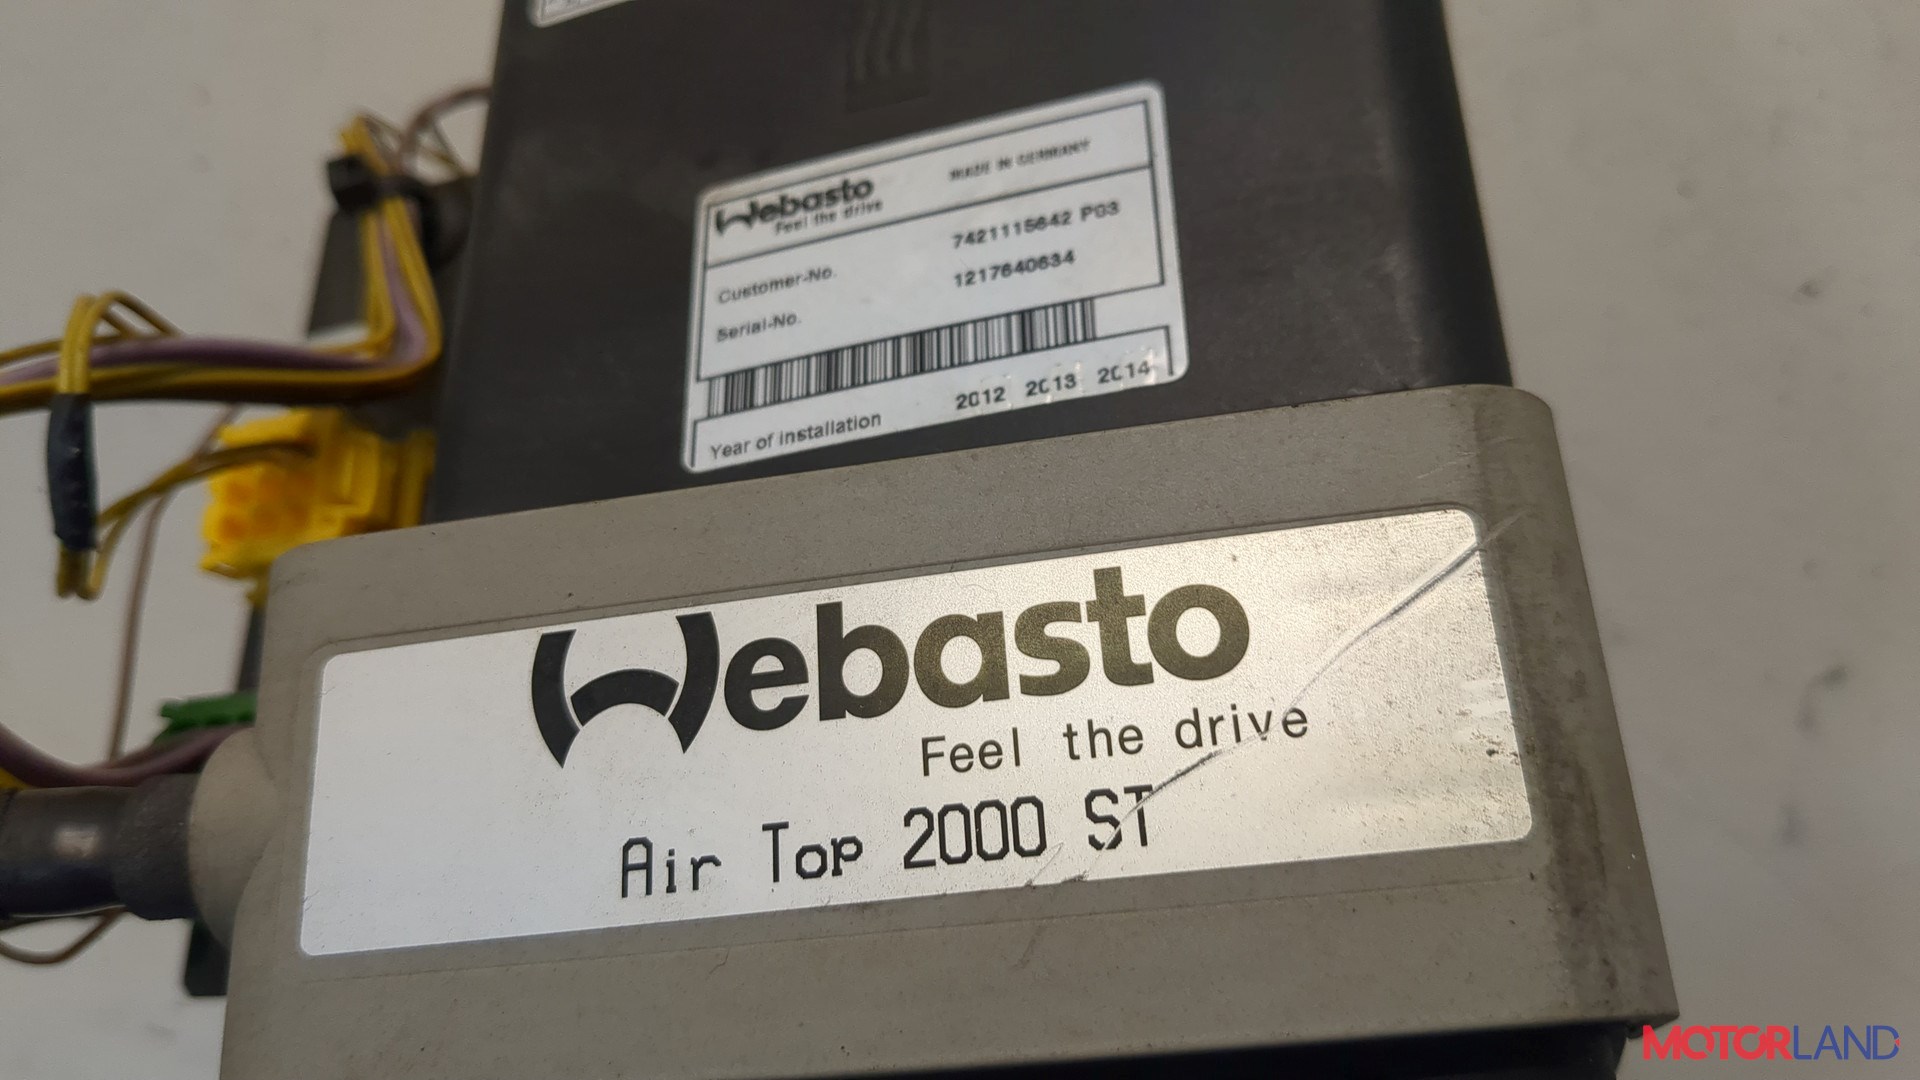 Webasto
Feel the drive
MADE IN GERMANY
Customer-No. 7421115642 P03
Serial-No. 1217640634
Year of installation 2012 2013 2014
Webasto
Feel the drive
Air Top 2000 ST
MOTORLAND